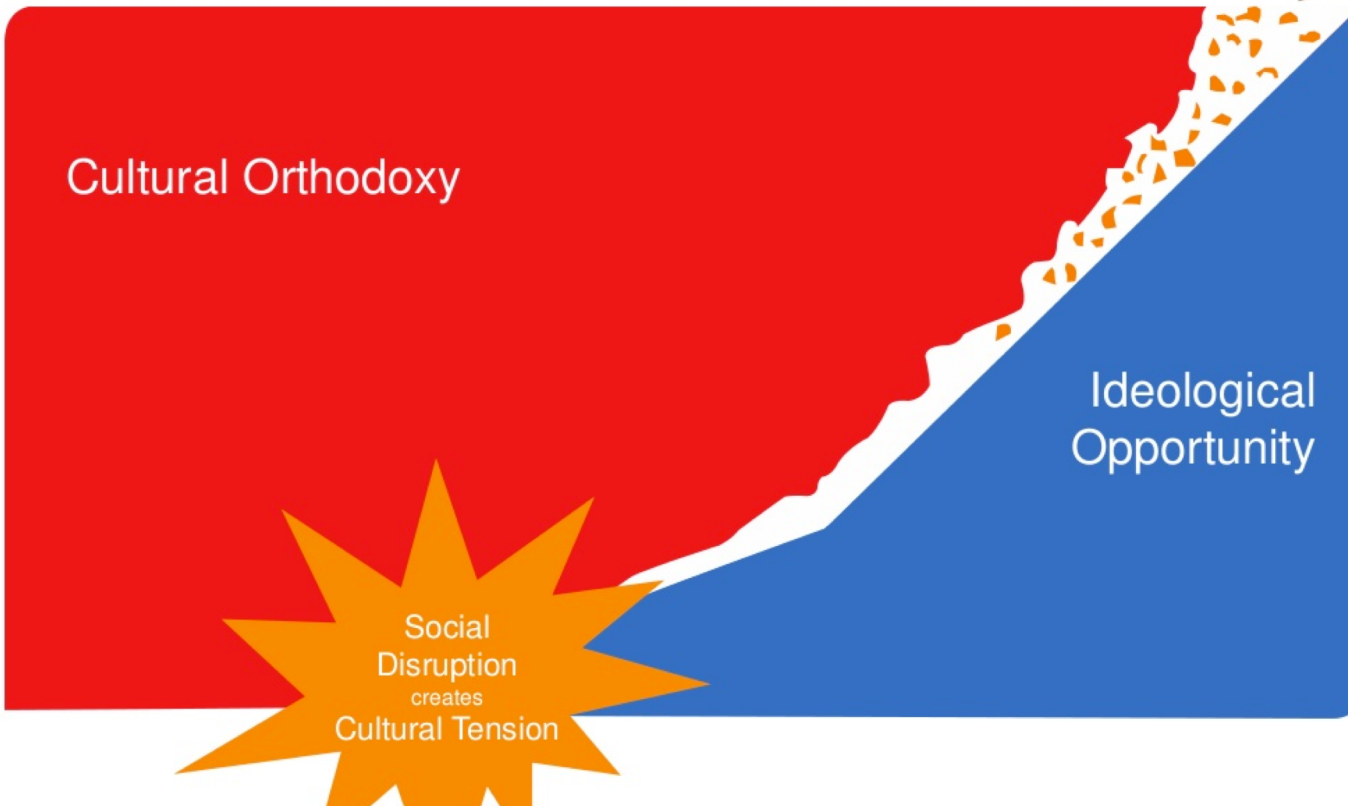 Cultural Orthodoxy
Ideological
Opportunity
Social
Disruption
creates
Cultural Tension